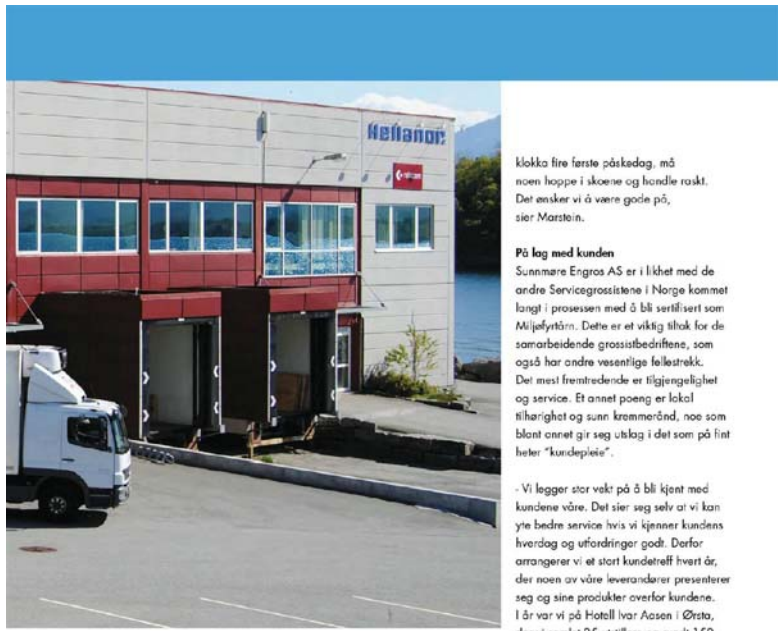 Hellanor
klokka fire første påskedag, må
noen hoppe i skoene og handle raskt.
Det ønsker vi å være gode på,
sier Marstein.
På lag med kunden
Sunnmøre Engros AS er i likhet med de
andre Servicegrossistene i Norge kommet
langt i prosessen med å bli sertifisert som
Miljøfyrtårn. Dette er et viktig tiltak for de
samarbeidende grossistbedriftene, som
også har andre vesentlige fellestrekk.
Det mest fremtredende er tilgjengelighet
og service. Et annet poeng er lokal
tilhørighet og sunn kremmerånd, noe som
blant annet gir seg utslag i det som på fint
heter "kundepleie".
- Vi legger stor vekt på å bli kjent med
kundene våre. Det sier seg selv at vi kan
yte bedre service hvis vi kjenner kundens
hverdag og utfordringer godt. Derfor
arrangerer vi et stort kundetreff hvert år,
der noen av våre leverandører presenterer
seg og sine produkter overfor kundene.
I år var vi på Hotell Ivar Aasen i Ørsta,